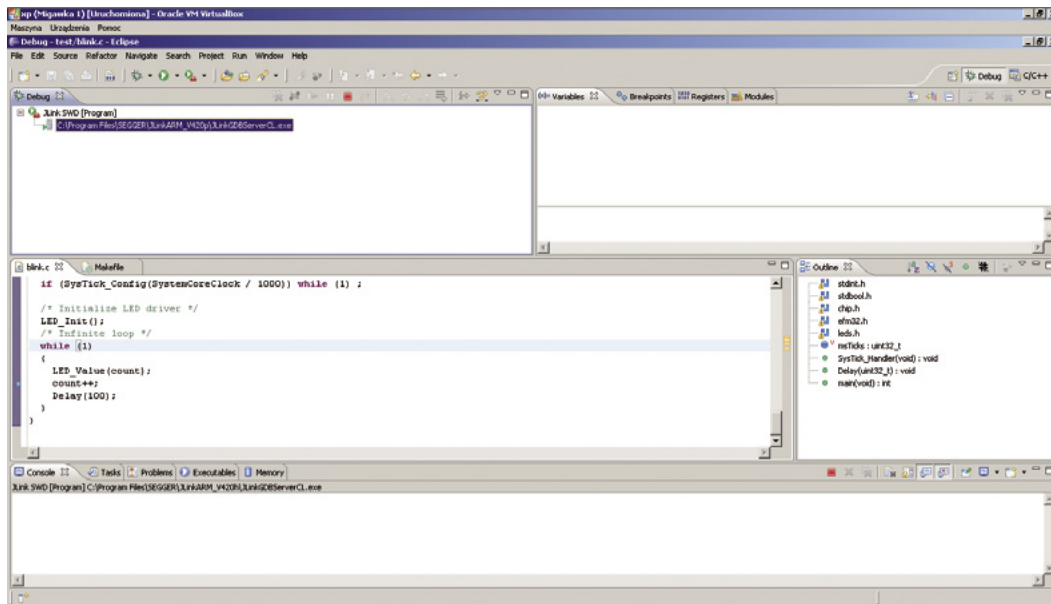 xp (Migawka 1) [Uruchomiona] - Oracle VM VirtualBox
Maszyna Urządzenia Pomoc
Debug - test/blink.c - Eclipse
File Edit Source Refactor Navigate Search Project Run Window Help
Debug C/C++
Debug
(x)= Variables Breakpoints Registers Modules
JLink SWD [Program]
C:\Program Files\SEGGER\JLinkARM_V420p\JLinkGDBServerCL.exe
blink.c Makefile
Outline
if (SysTick_Config(SystemCoreClock / 1000)) while (1) ;
/* Initialize LED driver */
LED_Init();
/* Infinite loop */
while (1)
{
LED_Value(count);
count++;
Delay(100);
}
}
stdint.h
stdbool.h
chip.h
efm32.h
leds.h
msTicks : uint32_t
SysTick_Handler(void) : void
Delay(uint32_t) : void
main(void) : int
Console Tasks Problems Executables Memory
JLink SWD [Program] C:\Program Files\SEGGER\JLinkARM_V420h\JLinkGDBServerCL.exe